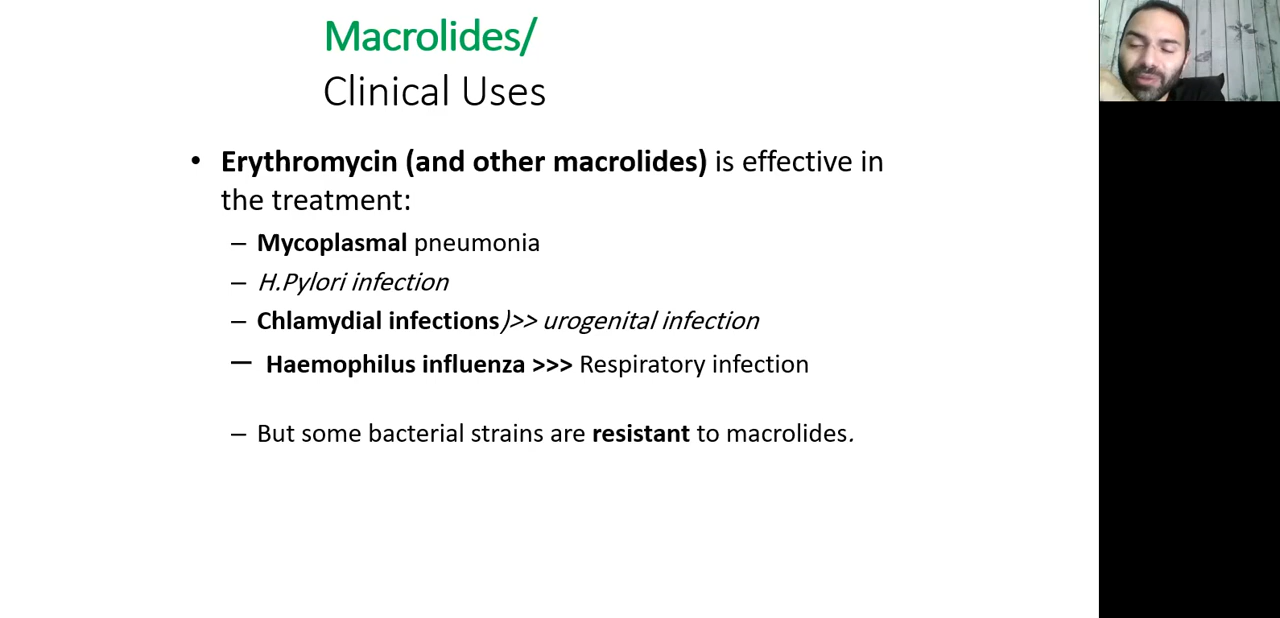 Macrolides/
Clinical Uses
• Erythromycin (and other macrolides) is effective in
the treatment:
– Mycoplasmal pneumonia
– H.Pylori infection
– Chlamydial infections)>> urogenital infection
– Haemophilus influenza >>> Respiratory infection
– But some bacterial strains are resistant to macrolides.